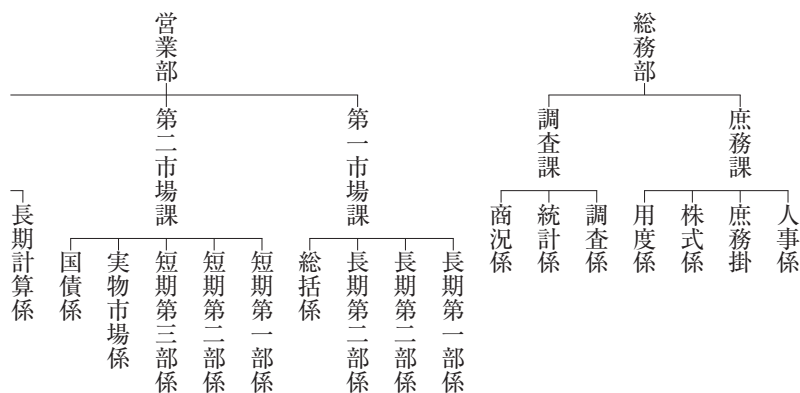 総務部
庶務課
人事係
庶務掛
株式係
用度係
調査課
調査係
統計係
商況係
営業部
第一市場課
長期第一部係
長期第二部係
長期第二部係
総括係
第二市場課
短期第一部係
短期第二部係
短期第三部係
実物市場係
国債係
長期計算係